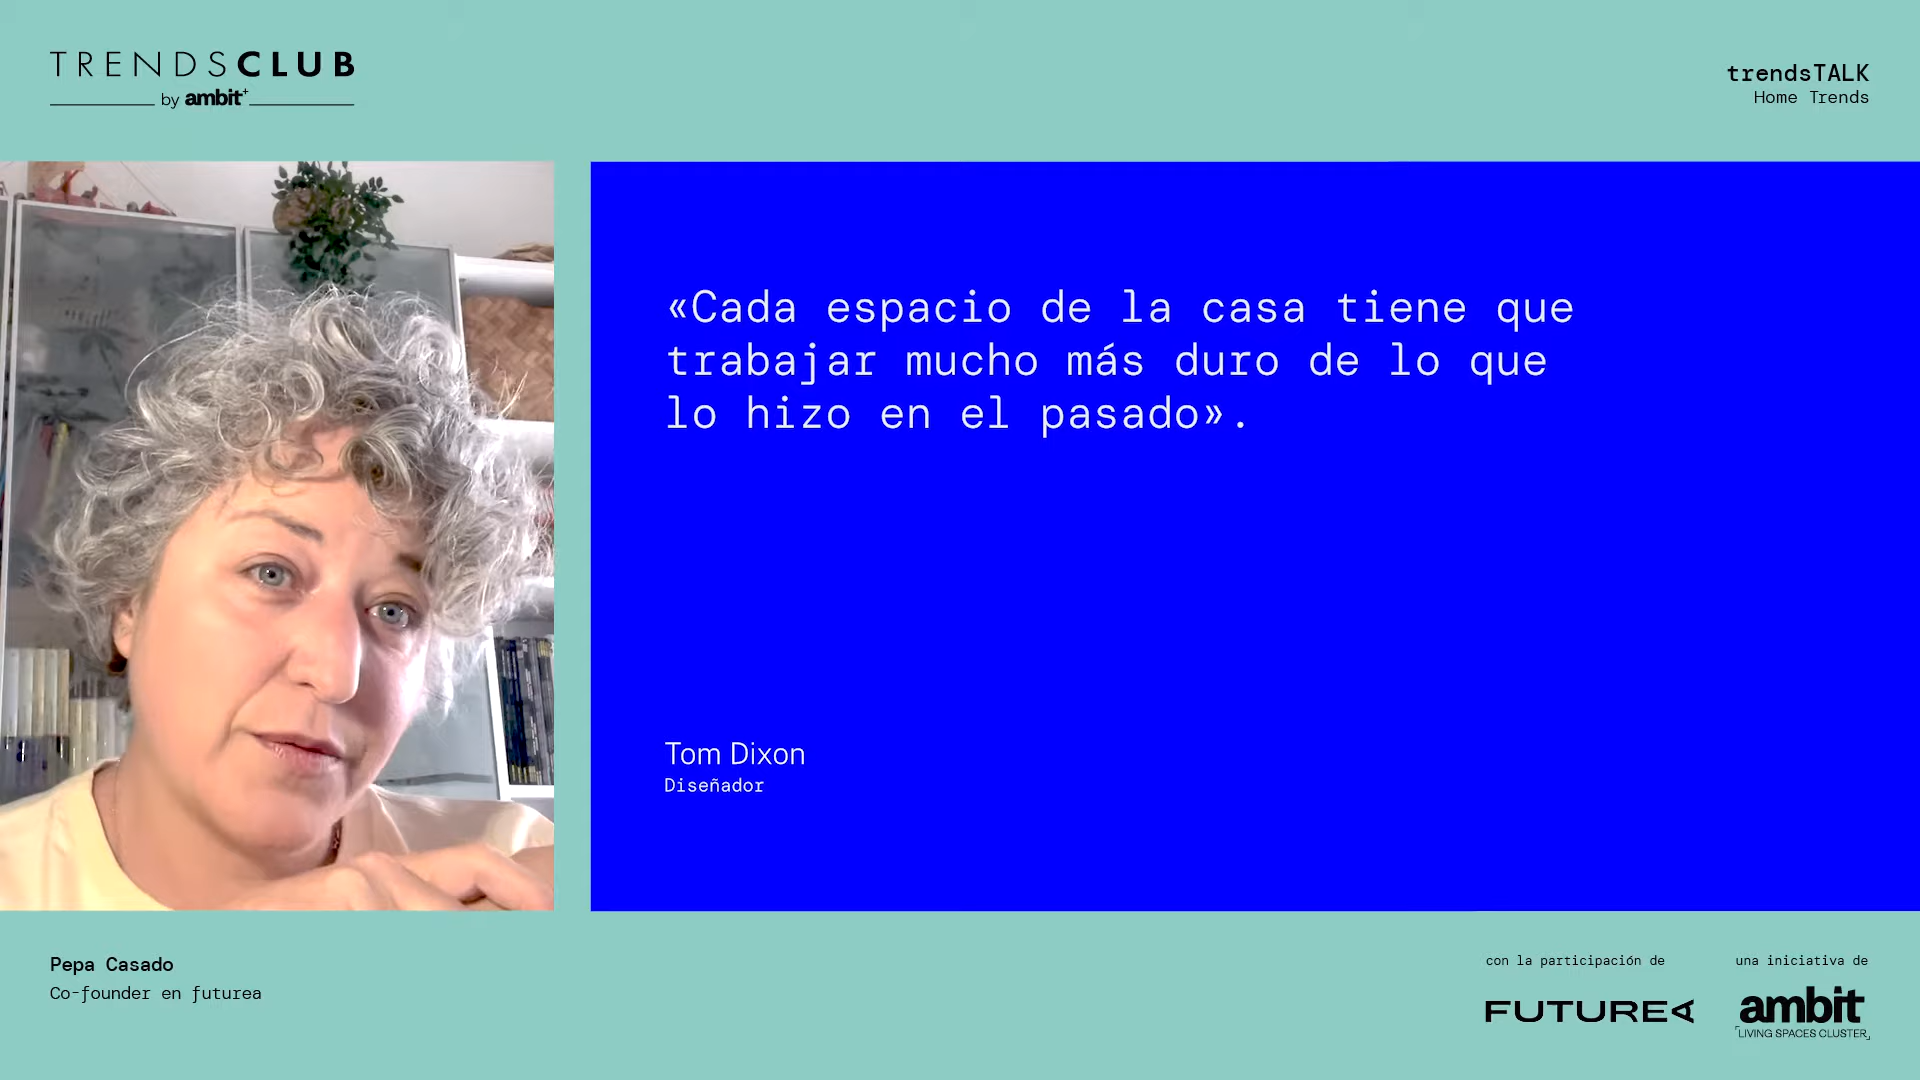 TRENDSCLUB
by ambit+
trendsTALK
Home Trends
«Cada espacio de la casa tiene que
trabajar mucho más duro de lo que
lo hizo en el pasado».
Tom Dixon
Diseñador
Pepa Casado
Co-founder en futurea
con la participación de
FUTUREA
una iniciativa de
ambit
LIVING SPACES CLUSTER